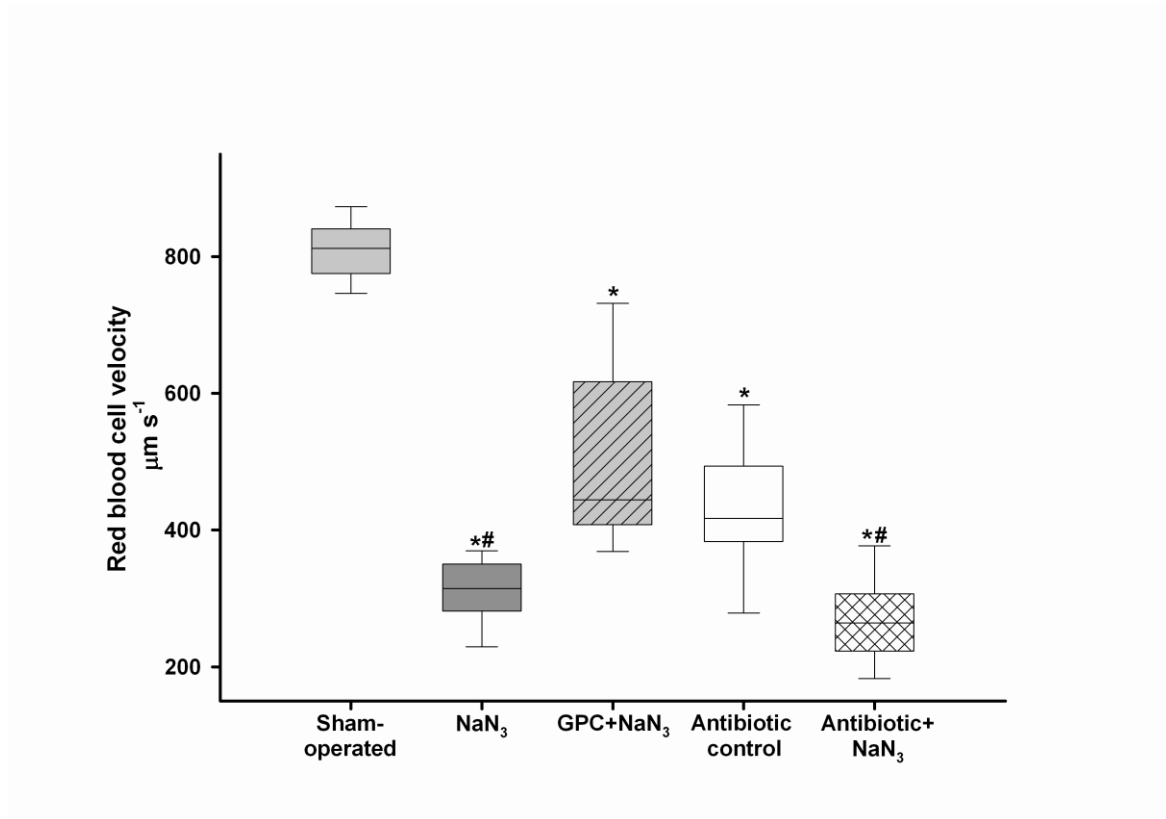 Red blood cell velocity
μm s⁻¹
800
600
400
200
*#
*
*
*#
Sham-
operated
NaN₃
GPC+NaN₃
Antibiotic
control
Antibiotic+
NaN₃